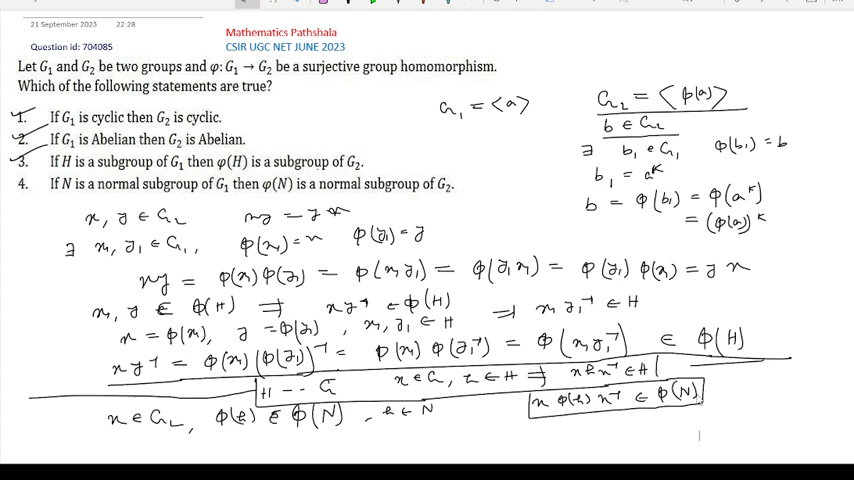 21 September 2023 22:28
Mathematics Pathshala
Question id: 704085
CSIR UGC NET JUNE 2023
Let G₁ and G₂ be two groups and φ: G₁ → G₂ be a surjective group homomorphism.
Which of the following statements are true?
1. If G₁ is cyclic then G₂ is cyclic.
2. If G₁ is Abelian then G₂ is Abelian.
3. If H is a subgroup of G₁ then φ(H) is a subgroup of G₂.
4. If N is a normal subgroup of G₁ then φ(N) is a normal subgroup of G₂.
G₁ = <a>
G₂ = <φ(a)>
b ∈ G₂
∃ b₁ ∈ G₁ φ(b₁) = b
b₁ = aᴷ
b = φ(b₁) = φ(aᴷ)
= (φ(a))ᴷ
x, y ∈ G₂ xy = yx
∃ x₁, y₁ ∈ G₁, φ(x₁) = x φ(y₁) = y
xy = φ(x₁) φ(y₁) = φ(x₁y₁) = φ(y₁x₁) = φ(y₁) φ(x₁) = y x
x, y ∈ φ(H) ⟹ xy⁻¹ ∈ φ(H) ⟹ x₁y₁⁻¹ ∈ H
x = φ(x₁), y = φ(y₁), x₁, y₁ ∈ H
xy⁻¹ = φ(x₁) (φ(y₁))⁻¹ = φ(x₁) φ(y₁⁻¹) = φ(x₁y₁⁻¹) ∈ φ(H)
H -- G x ∈ G, h ∈ H ⟹ xhx⁻¹ ∈ H
x ∈ G₂, φ(h) ∈ φ(N), h ∈ N
x φ(h) x⁻¹ ∈ φ(N)